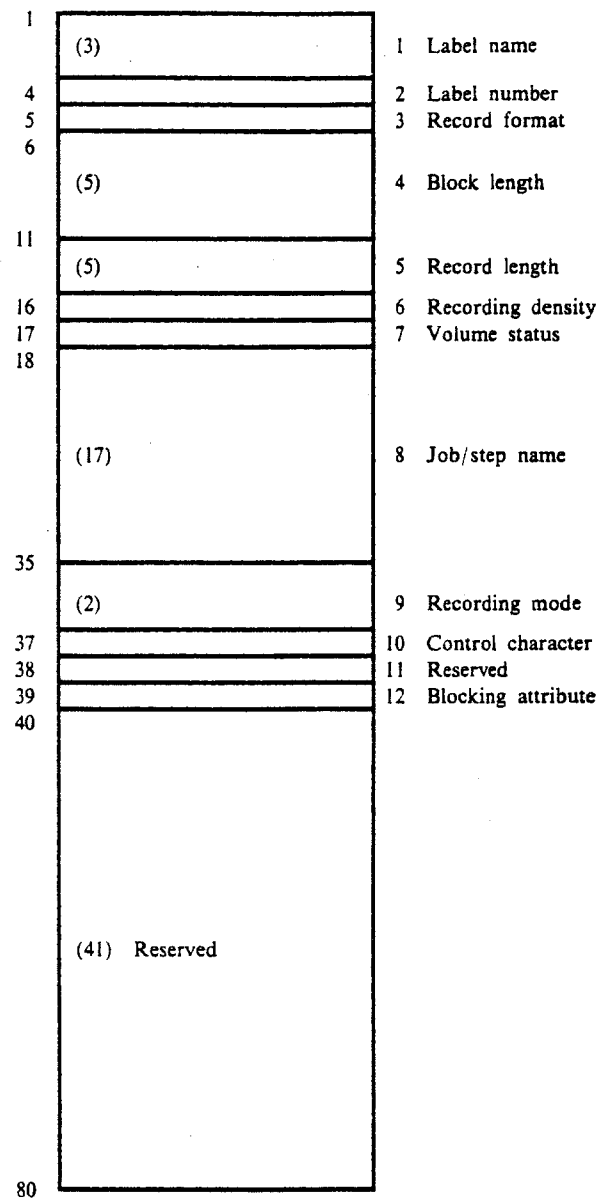 1
(3) 1 Label name
4 2 Label number
5 3 Record format
6
(5) 4 Block length
11
(5) 5 Record length
16 6 Recording density
17 7 Volume status
18
(17) 8 Job/step name
35
(2) 9 Recording mode
37 10 Control character
38 11 Reserved
39 12 Blocking attribute
40
(41) Reserved
80